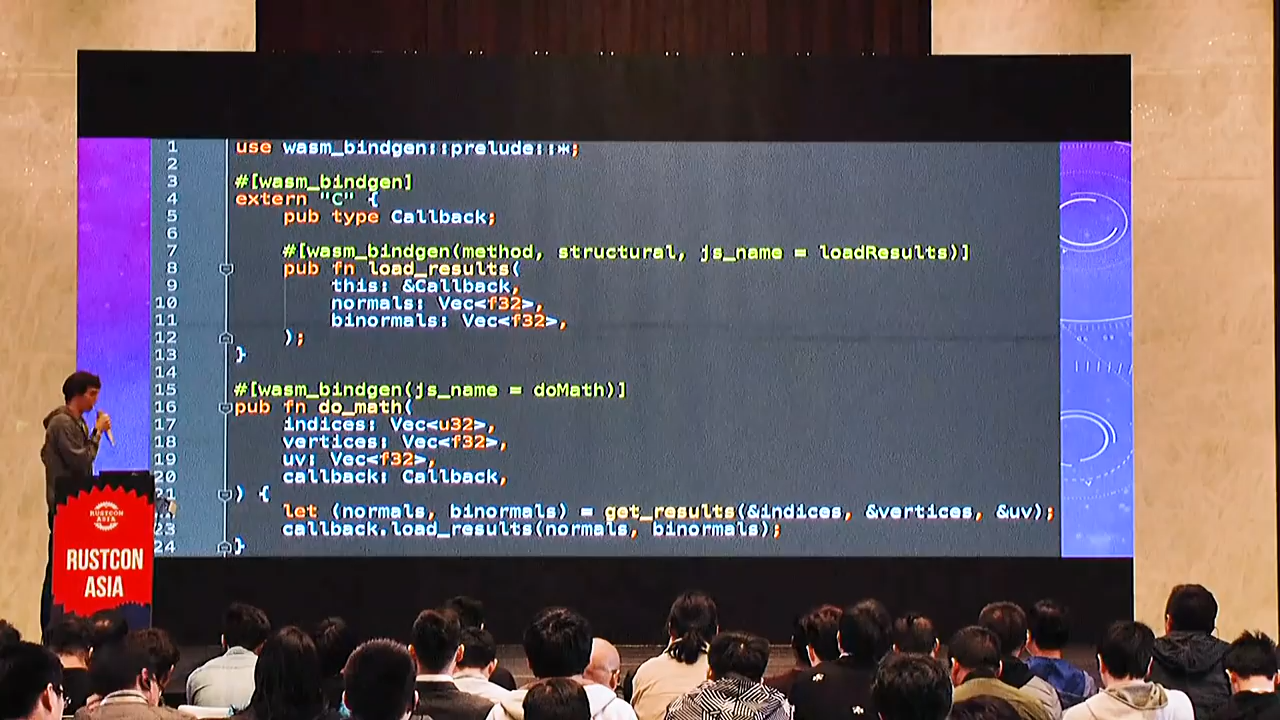 1 use wasm_bindgen::prelude::*;
2
3 #[wasm_bindgen]
4 extern "C" {
5 pub type Callback;
6
7 #[wasm_bindgen(method, structural, js_name = loadResults)]
8 pub fn load_results(
9 this: &Callback,
10 normals: Vec<f32>,
11 binormals: Vec<f32>,
12 );
13 }
14
15 #[wasm_bindgen(js_name = doMath)]
16 pub fn do_math(
17 indices: Vec<u32>,
18 vertices: Vec<f32>,
19 uv: Vec<f32>,
20 callback: Callback,
21 ) {
let (normals, binormals) = get_results(&indices, &vertices, &uv);
23 callback.load_results(normals, binormals);
24 }
RUSTCON
ASIA
RUSTCON
ASIA